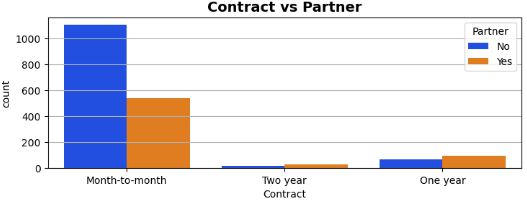 Contract vs Partner
1000
800
600
400
200
0
count
Partner
No
Yes
Month-to-month
Two year
One year
Contract